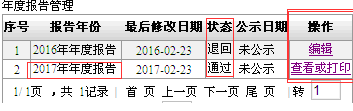 年度报告管理
序号 报告年份 最后修改日期 状态 公示日期 操作
1 2016年年度报告 2016-02-23 退回 未公示 编辑
2 2017年度报告 2017-02-23 通过 未公示 查看或打印
1/1页 ，共 1记录 | 首 页 上一页 下一页 尾 页 | 转 1